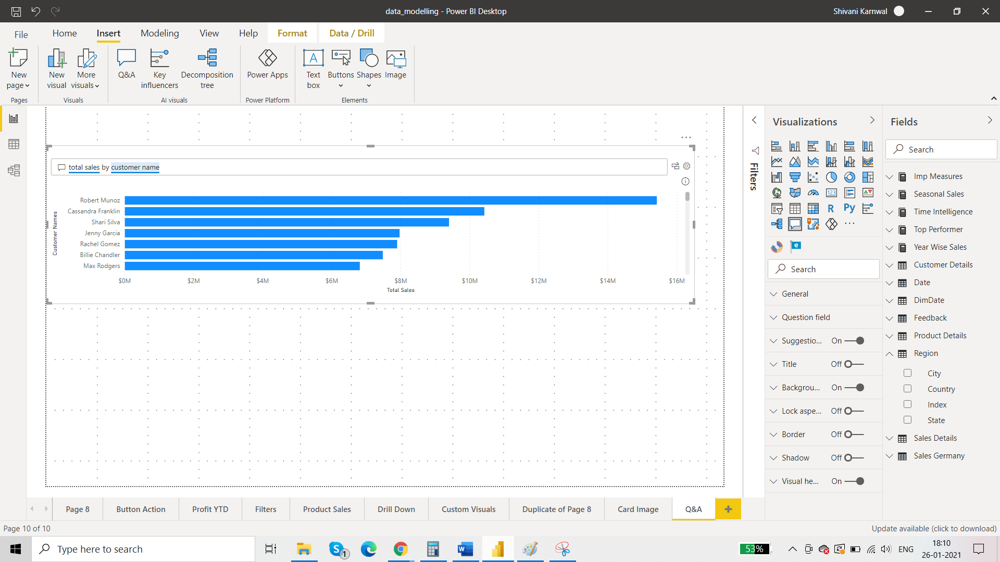 data_modelling - Power BI Desktop
Shivani Karnwal
File Home Insert Modeling View Help Format Data / Drill
New page
New visual
More visuals
Q&A
Key influencers
Decomposition tree
Power Apps
Text box
Buttons
Shapes
Image
Pages
Visuals
AI visuals
Power Platform
Elements
total sales by customer name
Customer Names
Robert Munoz
Cassandra Franklin
Shari Silva
Jenny Garcia
Rachel Gomez
Billie Chandler
Max Rodgers
$0M $2M $4M $6M $8M $10M $12M $14M $16M
Total Sales
Filters
Visualizations
123
R
Py
Search
General
Question field
Suggestio... On
Title Off
Backgrou... On
Lock aspe... Off
Border Off
Shadow Off
Visual he... On
Fields
Search
Imp Measures
Seasonal Sales
Time Intelligence
Top Performer
Year Wise Sales
Customer Details
Date
DimDate
Feedback
Product Details
Region
City
Country
Index
State
Sales Details
Sales Germany
Page 8 Button Action Profit YTD Filters Product Sales Drill Down Custom Visuals Duplicate of Page 8 Card Image Q&A
Page 10 of 10
Update available (click to download)
Type here to search
1
53%
ENG
18:10
26-01-2021